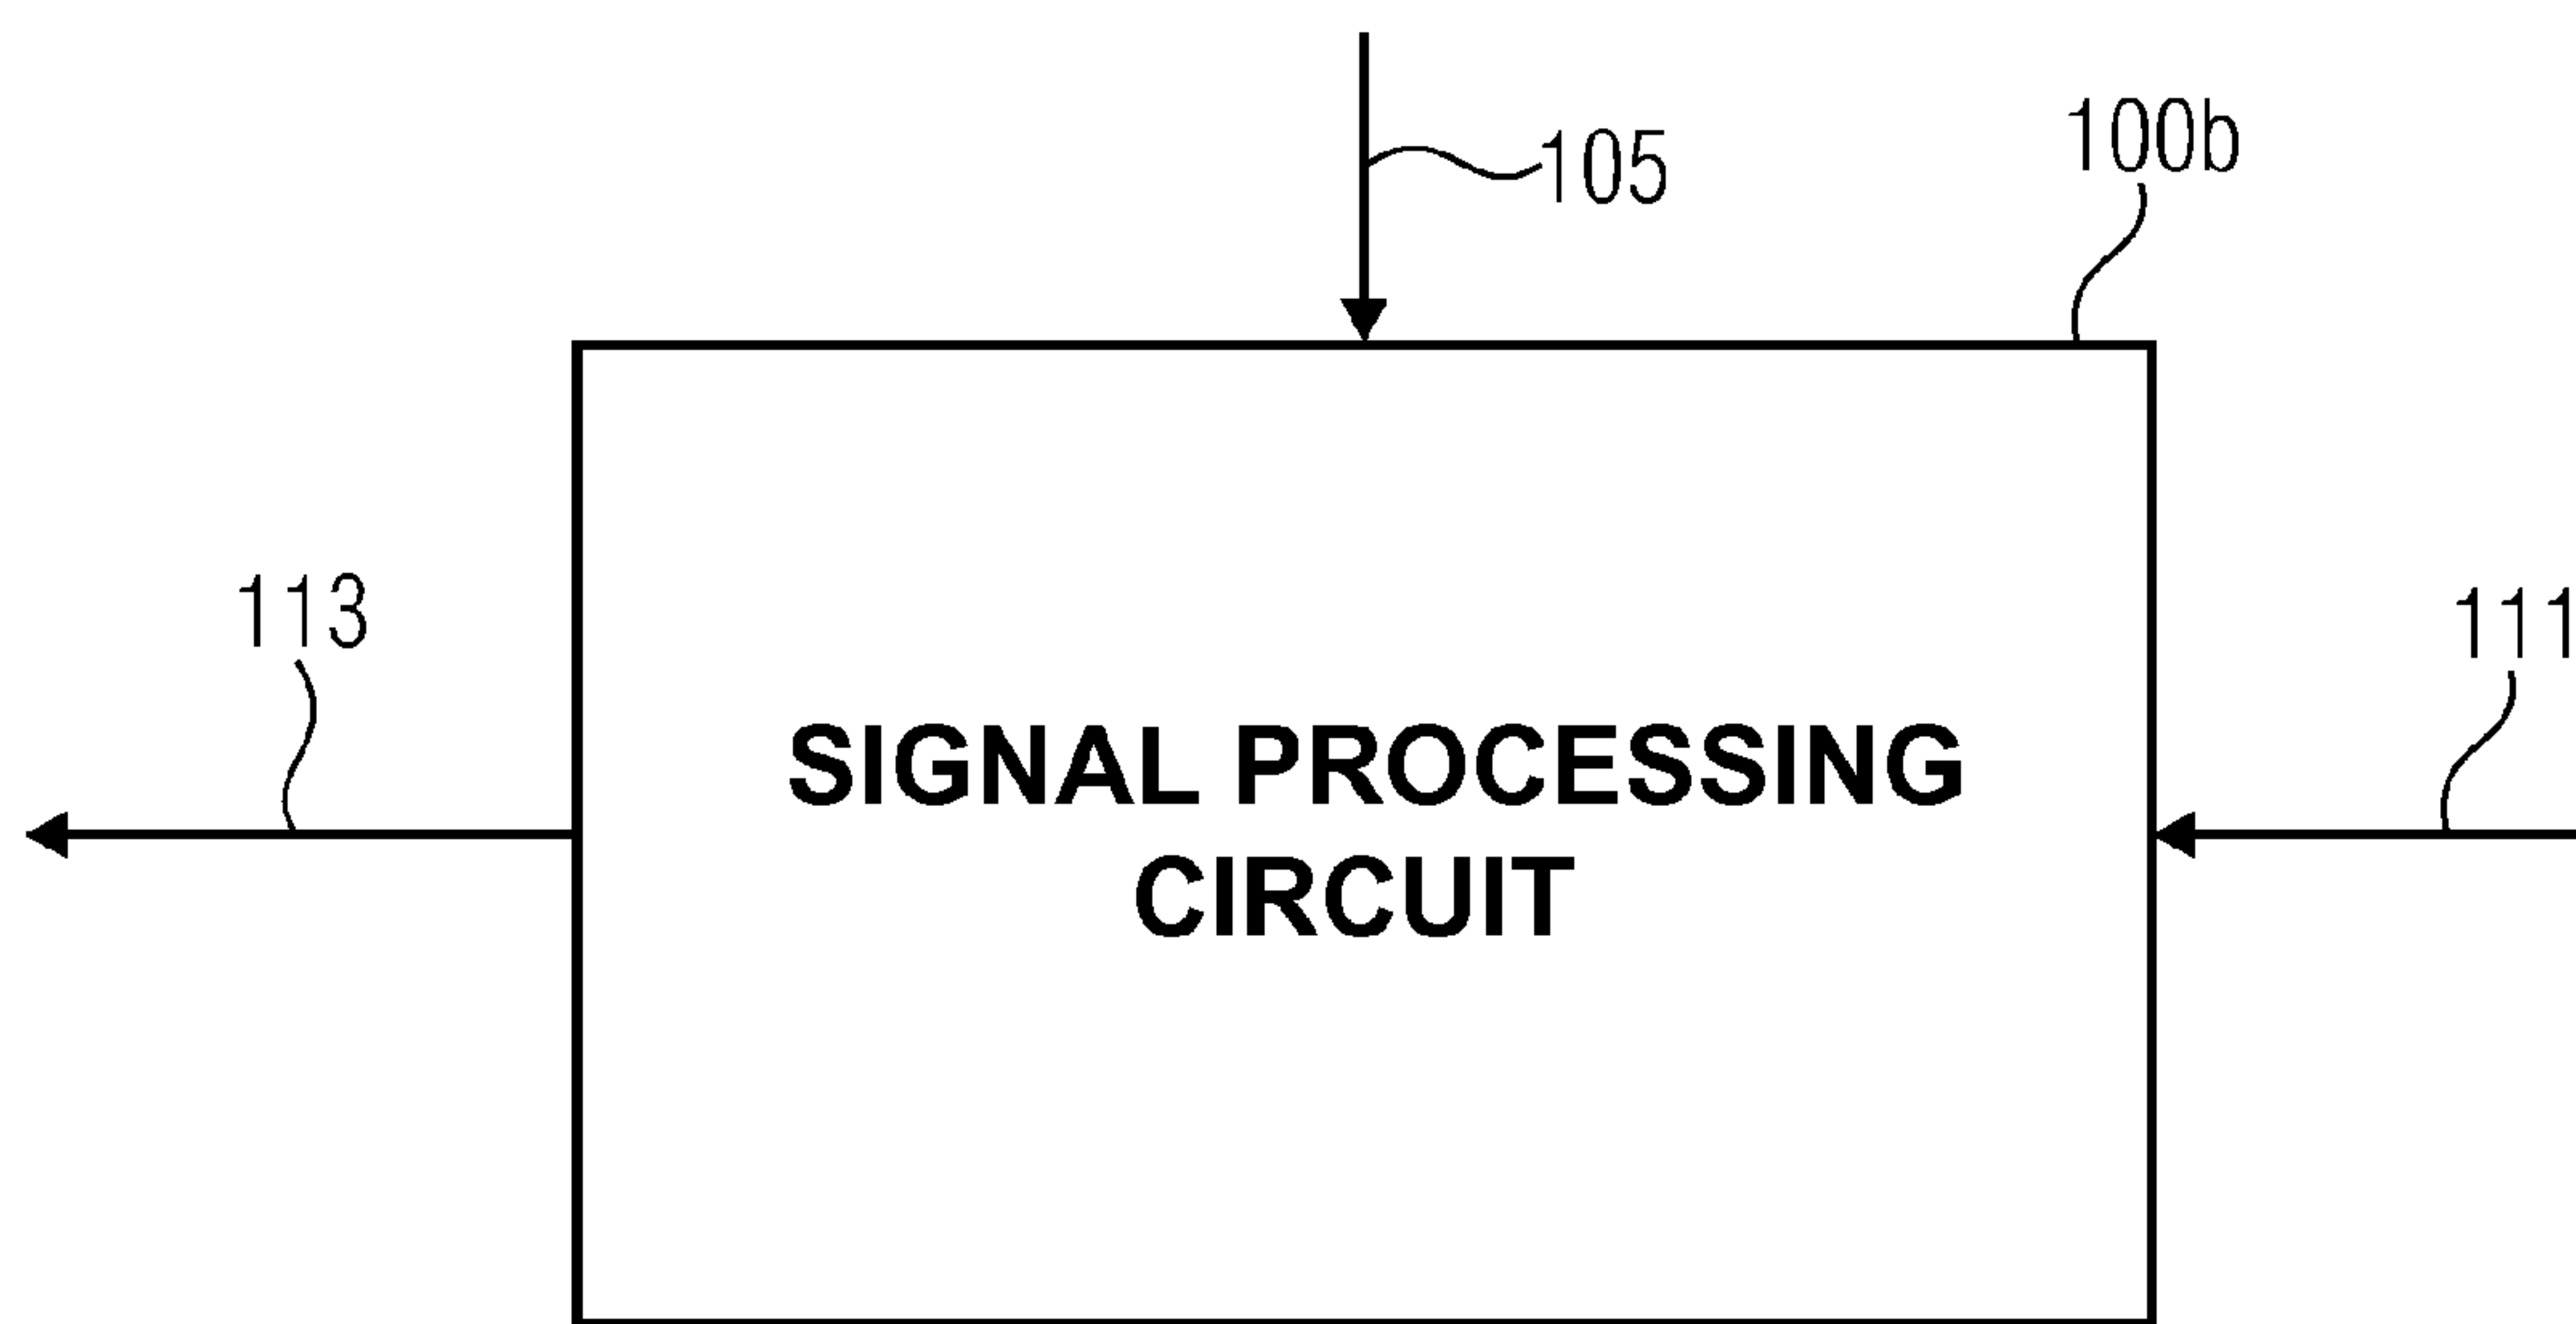 105
100b
113
111
SIGNAL PROCESSING
CIRCUIT